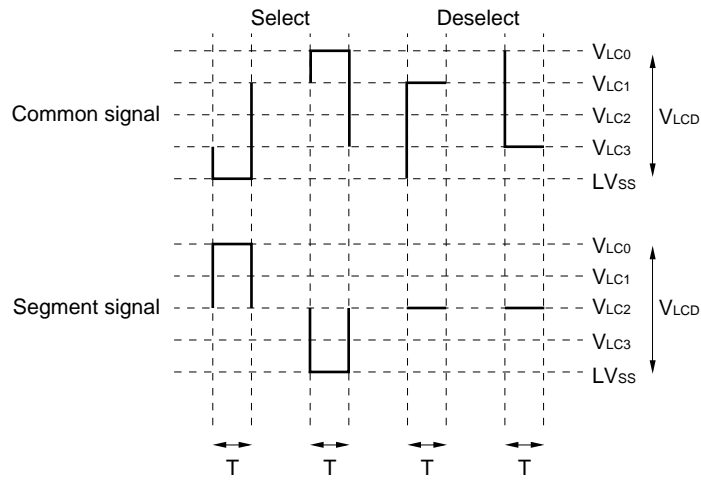 Select Deselect
Common signal
VLC0
VLC1
VLC2
VLC3
LVSS
VLCD
Segment signal
VLC0
VLC1
VLC2
VLC3
LVSS
VLCD
T T T T